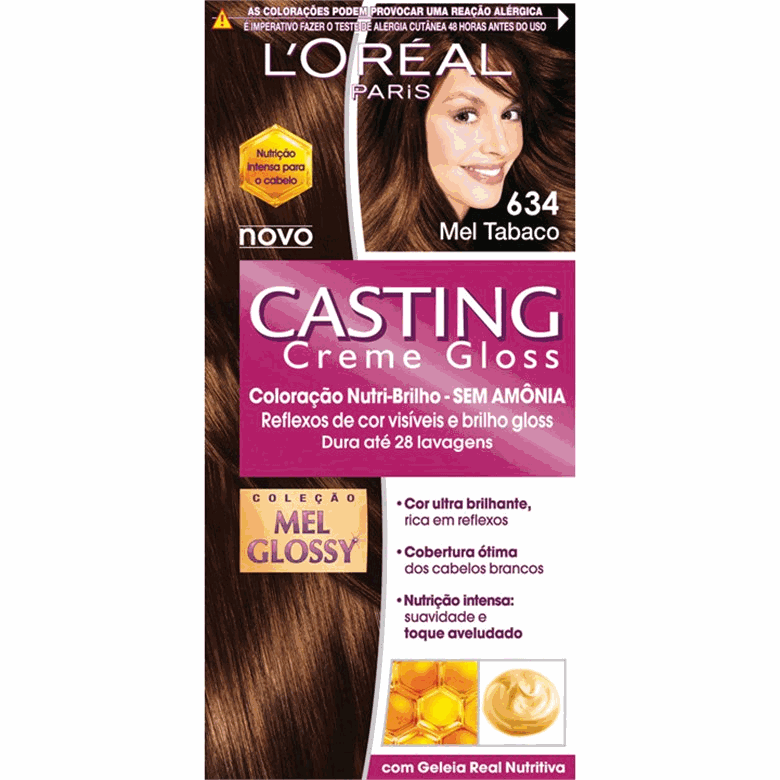 AS COLORAÇÕES PODEM PROVOCAR UMA REAÇÃO ALÉRGICA
É IMPERATIVO FAZER O TESTE DE ALERGIA CUTÂNEA 48 HORAS ANTES DO USO
L'ORÉAL
PARIS
Nutrição
intensa para
o cabelo
634
Mel Tabaco
novo
CASTING
Creme Gloss
Coloração Nutri-Brilho - SEM AMÔNIA
Reflexos de cor visíveis e brilho gloss
Dura até 28 lavagens
COLEÇÃO
MEL
GLOSSY
• Cor ultra brilhante,
rica em reflexos
• Cobertura ótima
dos cabelos brancos
• Nutrição intensa:
suavidade e
toque aveludado
com Geleia Real Nutritiva